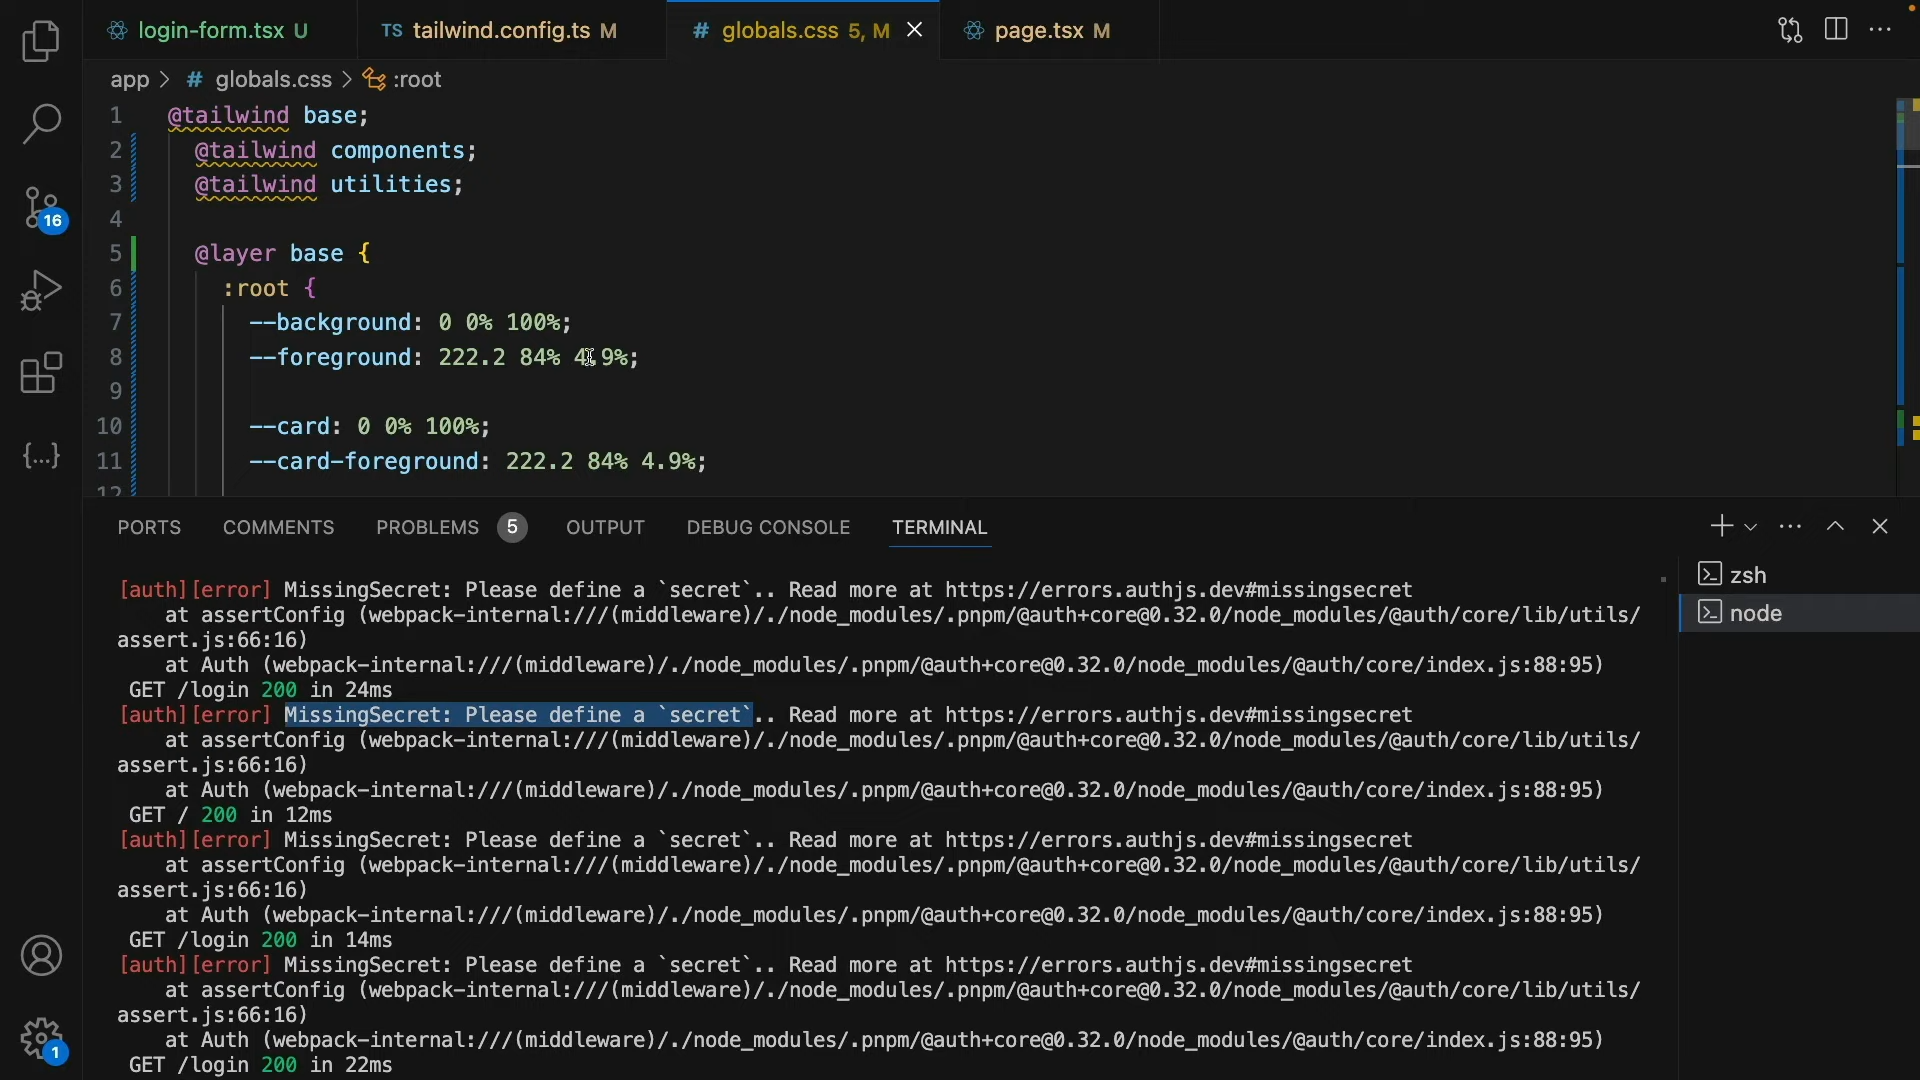 login-form.tsx U
TS tailwind.config.ts M
# globals.css 5, M
page.tsx M
app > # globals.css > :root
1 @tailwind base;
2 @tailwind components;
3 @tailwind utilities;
4
5 @layer base {
6 :root {
7 --background: 0 0% 100%;
8 --foreground: 222.2 84% 4.9%;
9
10 --card: 0 0% 100%;
11 --card-foreground: 222.2 84% 4.9%;
12
16
{...}
1
PORTS COMMENTS PROBLEMS 5 OUTPUT DEBUG CONSOLE TERMINAL
[auth][error] MissingSecret: Please define a `secret`.. Read more at https://errors.authjs.dev#missingsecret
at assertConfig (webpack-internal:///(middleware)/./node_modules/.pnpm/@auth+core@0.32.0/node_modules/@auth/core/lib/utils/
assert.js:66:16)
at Auth (webpack-internal:///(middleware)/./node_modules/.pnpm/@auth+core@0.32.0/node_modules/@auth/core/index.js:88:95)
GET /login 200 in 24ms
[auth][error] MissingSecret: Please define a `secret`.. Read more at https://errors.authjs.dev#missingsecret
at assertConfig (webpack-internal:///(middleware)/./node_modules/.pnpm/@auth+core@0.32.0/node_modules/@auth/core/lib/utils/
assert.js:66:16)
at Auth (webpack-internal:///(middleware)/./node_modules/.pnpm/@auth+core@0.32.0/node_modules/@auth/core/index.js:88:95)
GET / 200 in 12ms
[auth][error] MissingSecret: Please define a `secret`.. Read more at https://errors.authjs.dev#missingsecret
at assertConfig (webpack-internal:///(middleware)/./node_modules/.pnpm/@auth+core@0.32.0/node_modules/@auth/core/lib/utils/
assert.js:66:16)
at Auth (webpack-internal:///(middleware)/./node_modules/.pnpm/@auth+core@0.32.0/node_modules/@auth/core/index.js:88:95)
GET /login 200 in 14ms
[auth][error] MissingSecret: Please define a `secret`.. Read more at https://errors.authjs.dev#missingsecret
at assertConfig (webpack-internal:///(middleware)/./node_modules/.pnpm/@auth+core@0.32.0/node_modules/@auth/core/lib/utils/
assert.js:66:16)
at Auth (webpack-internal:///(middleware)/./node_modules/.pnpm/@auth+core@0.32.0/node_modules/@auth/core/index.js:88:95)
GET /login 200 in 22ms
zsh
node